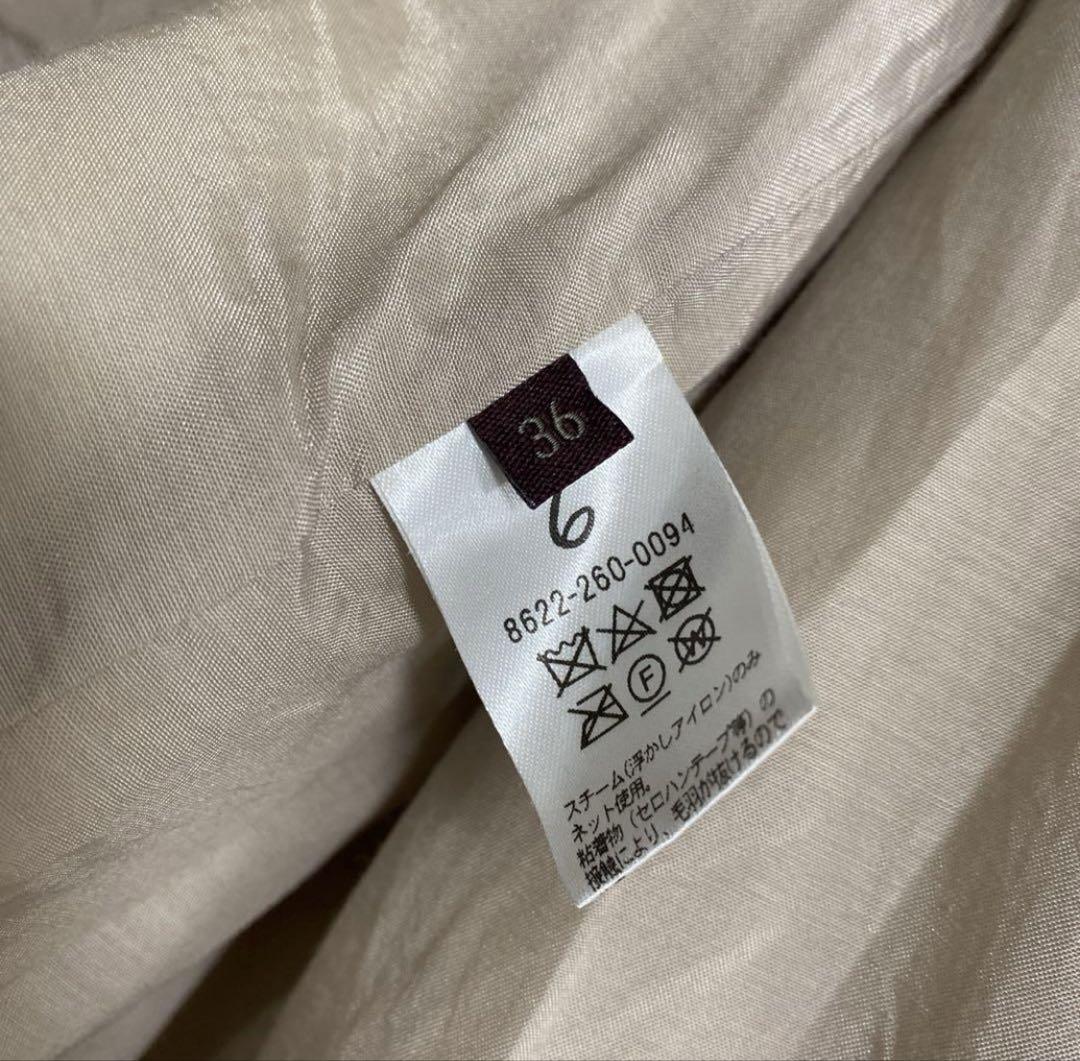 36
6
8622-260-0094
F
W
スチーム(浮かしアイロン)のみ
ネット使用。
粘着物（セロハンテープ等）の
接触により、毛羽が抜けるので